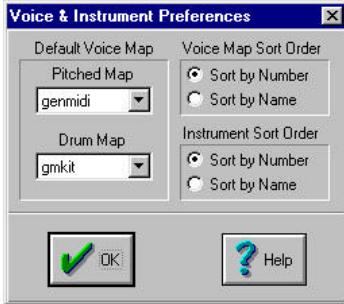 Voice & Instrument Preferences
Default Voice Map
Pitched Map
genmidi
Drum Map
gmkit
Voice Map Sort Order
Sort by Number
Sort by Name
Instrument Sort Order
Sort by Number
Sort by Name
OK
Help